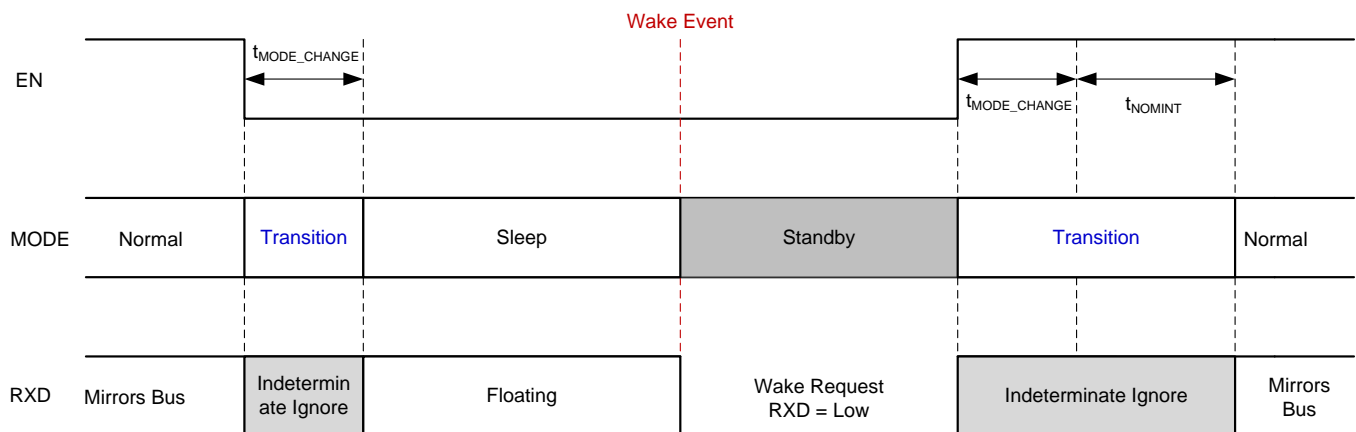 Wake Event
EN
tMODE_CHANGE
tMODE_CHANGE
tNOMINT
MODE
Normal
Transition
Sleep
Standby
Transition
Normal
RXD
Mirrors Bus
Indetermin
ate Ignore
Floating
Wake Request
RXD = Low
Indeterminate Ignore
Mirrors
Bus